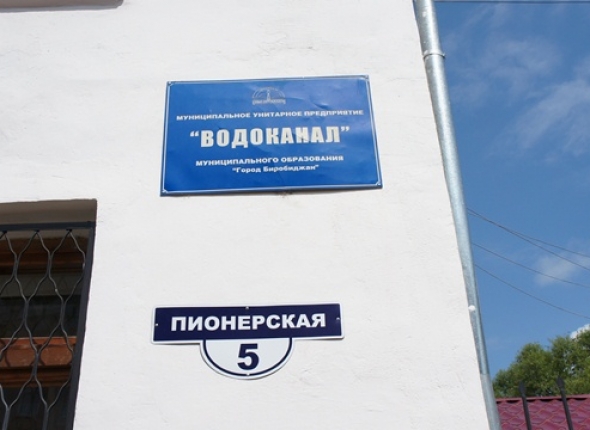 МУНИЦИПАЛЬНОЕ УНИТАРНОЕ ПРЕДПРИЯТИЕ
"ВОДОКАНАЛ"
МУНИЦИПАЛЬНОГО ОБРАЗОВАНИЯ
"Город Биробиджан"
ПИОНЕРСКАЯ
5